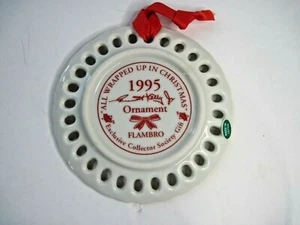 "ALL WRAPPED UP IN CHRISTMAS"
1995
Ornament
FLAMBRO
Exclusive Collector Society Gift